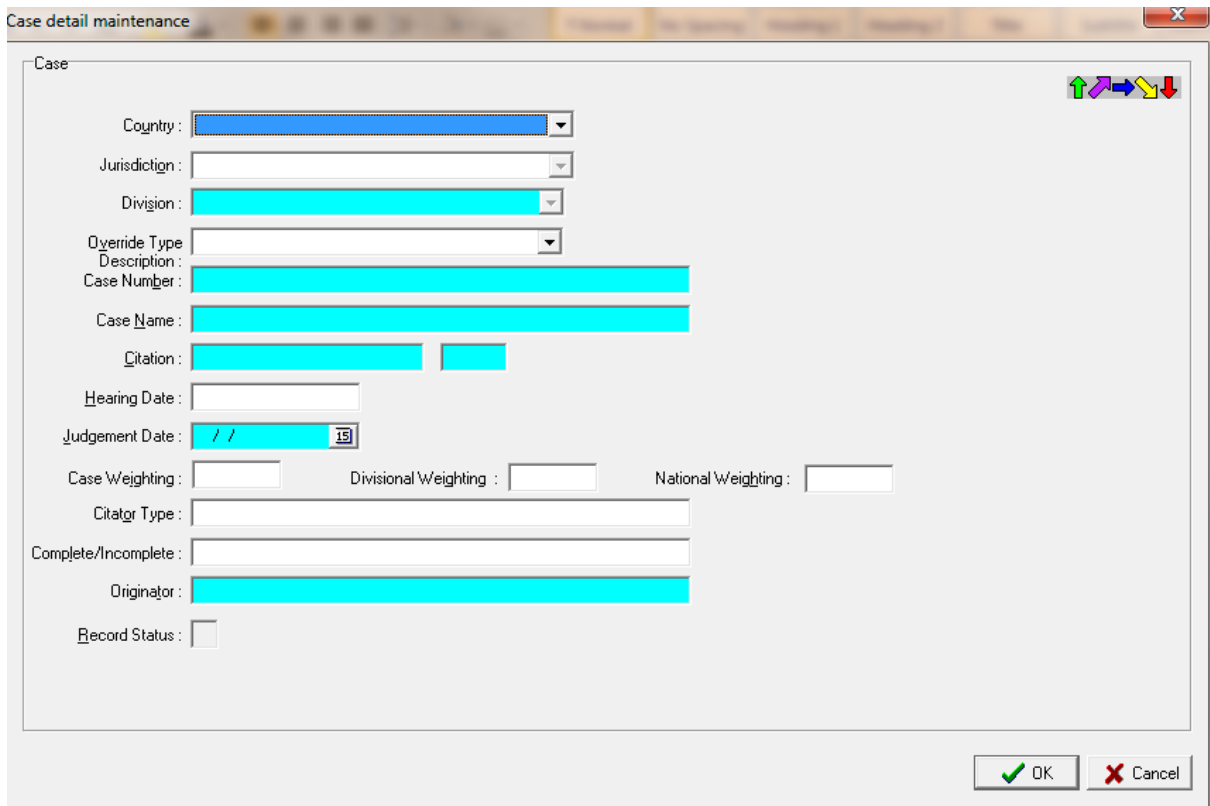 Case detail maintenance
Case
Country :
Jurisdiction :
Division :
Override Type
Description :
Case Number :
Case Name :
Citation :
Hearing Date :
Judgement Date : / / 15
Case Weighting : Divisional Weighting : National Weighting :
Citator Type :
Complete/Incomplete :
Originator :
Record Status :
OK Cancel